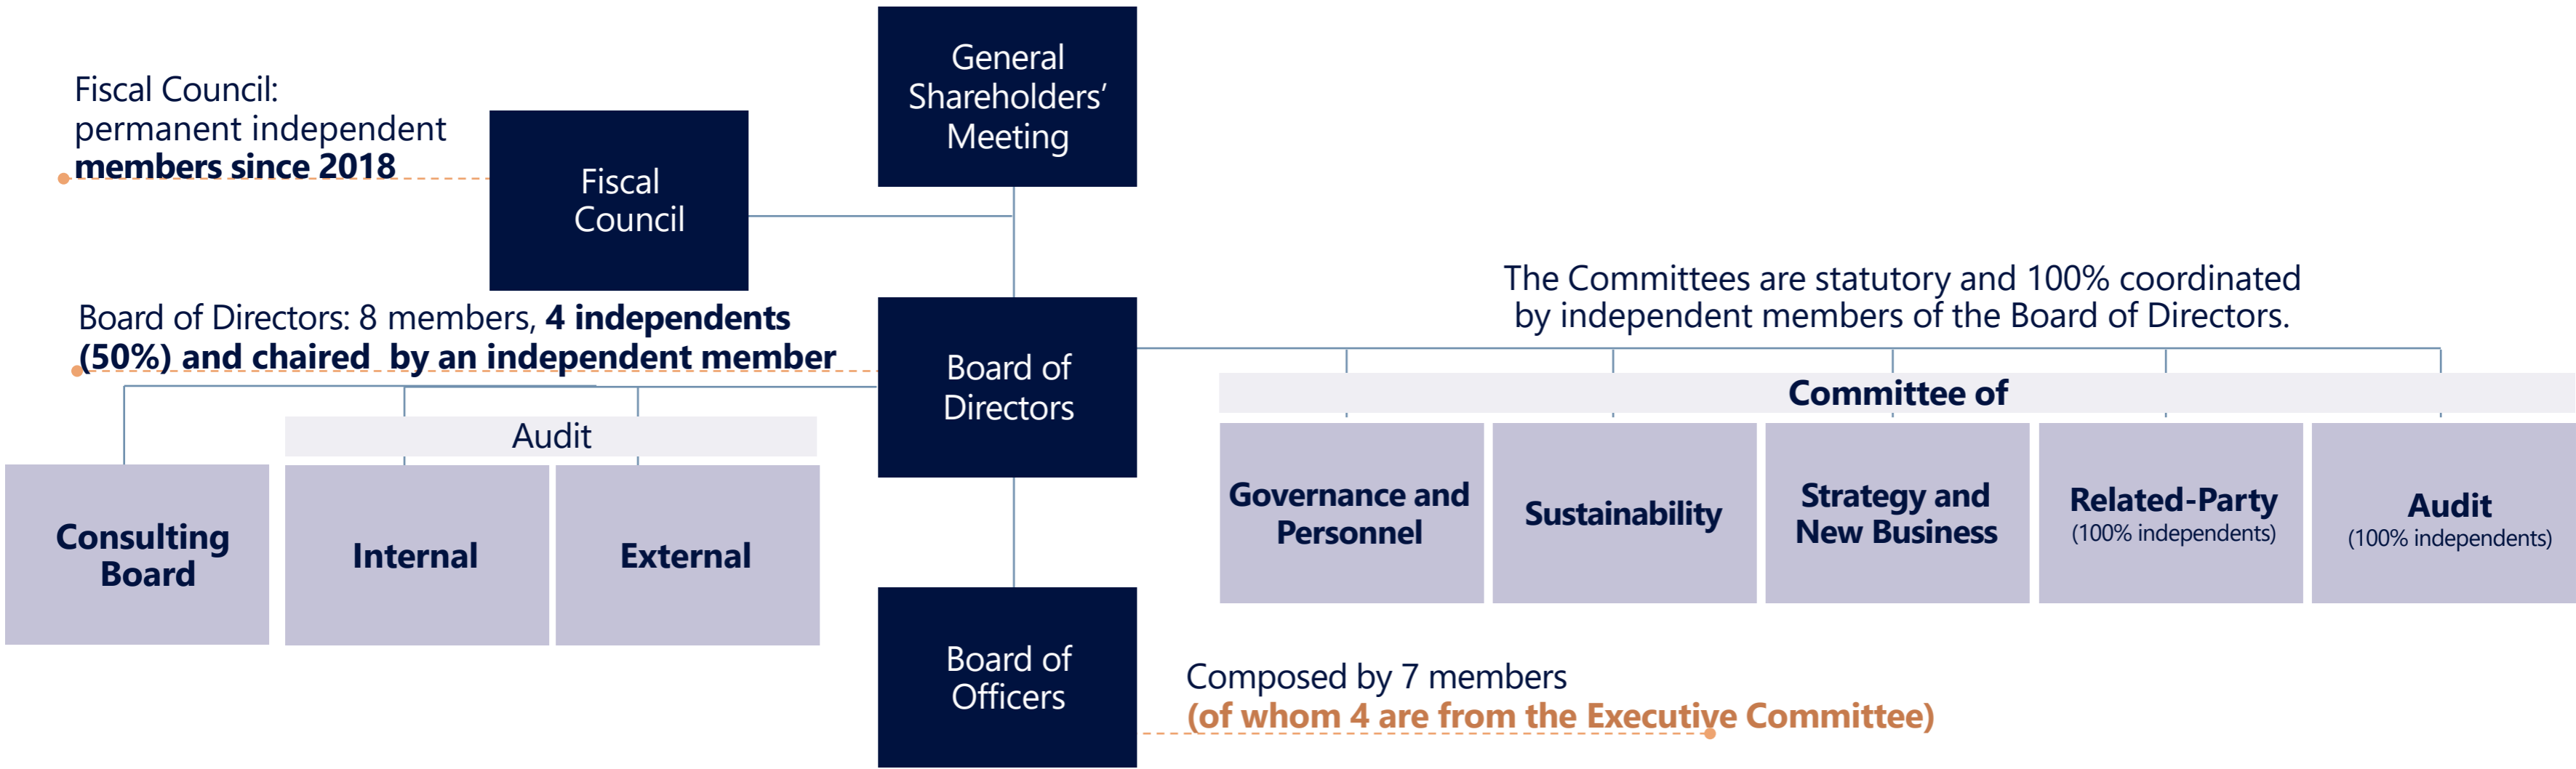 General
Shareholders’
Meeting
Fiscal Council:
permanent independent
members since 2018
Fiscal
Council
Board of Directors: 8 members, 4 independents
(50%) and chaired by an independent member
Board of
Directors
The Committees are statutory and 100% coordinated
by independent members of the Board of Directors.
Audit
Consulting
Board
Internal
External
Committee of
Governance and
Personnel
Sustainability
Strategy and
New Business
Related-Party
(100% independents)
Audit
(100% independents)
Board of
Officers
Composed by 7 members
(of whom 4 are from the Executive Committee)